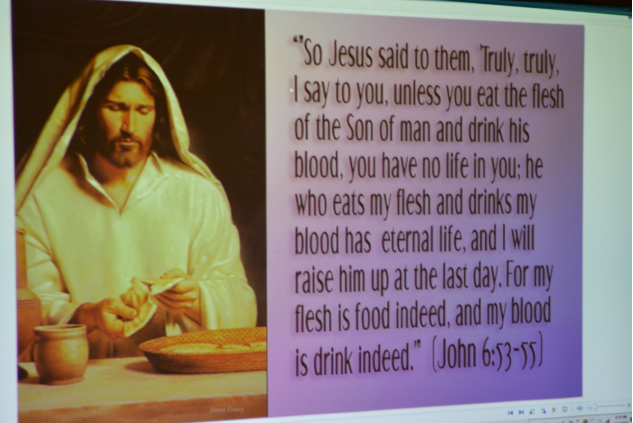 "'So Jesus said to them, 'Truly, truly,
I say to you, unless you eat the flesh
of the Son of man and drink his
blood, you have no life in you; he
who eats my flesh and drinks my
blood has eternal life, and I will
raise him up at the last day. For my
flesh is food indeed, and my blood
is drink indeed.'" (John 6:53-55)